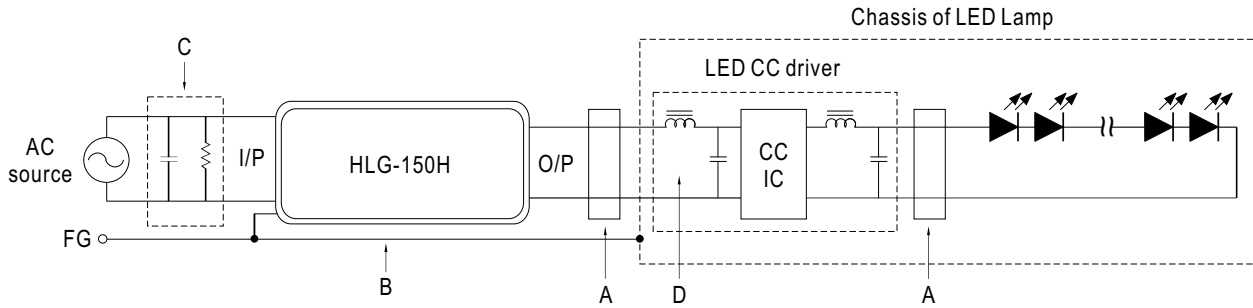 Chassis of LED Lamp
C
LED CC driver
AC
source
I/P
HLG-150H
O/P
CC
IC
FG
B
A
D
A